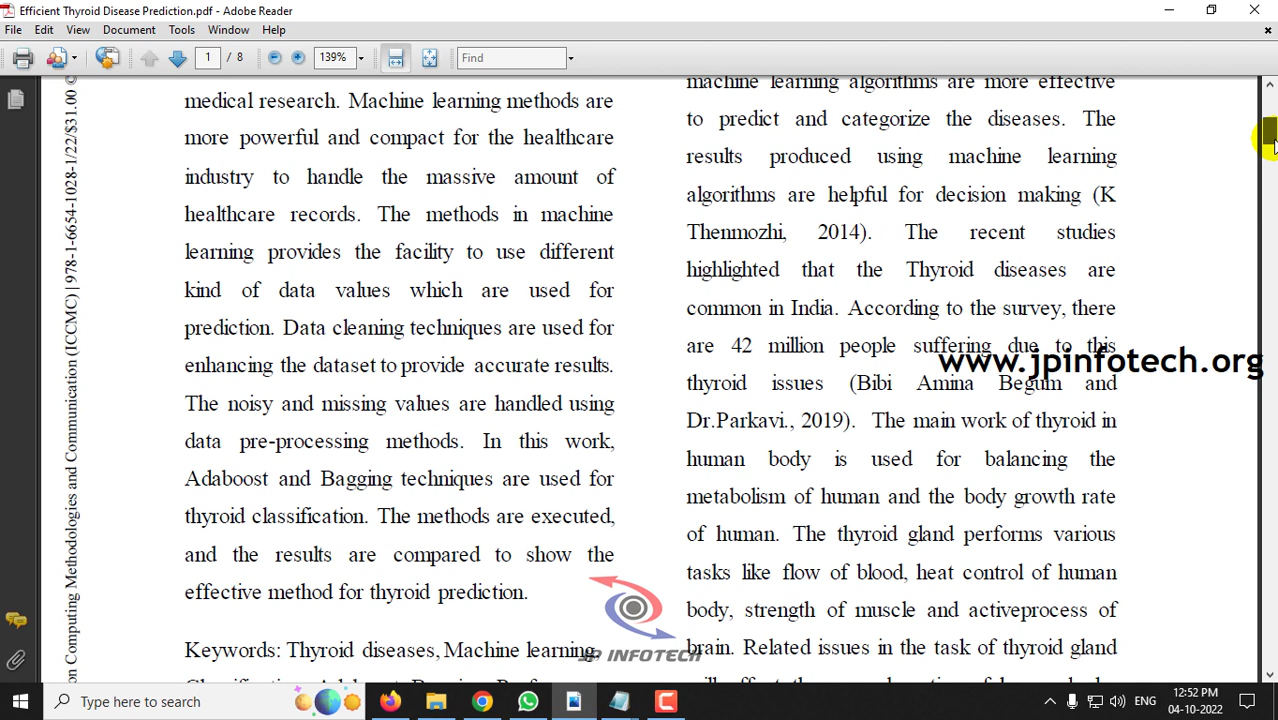 Efficient Thyroid Disease Prediction.pdf - Adobe Reader
File Edit View Document Tools Window Help
1 / 8 139% Find
on Computing Methodologies and Communication (ICCMC) | 978-1-6654-1028-1/22/$31.00 ©
medical research. Machine learning methods are
more powerful and compact for the healthcare
industry to handle the massive amount of
healthcare records. The methods in machine
learning provides the facility to use different
kind of data values which are used for
prediction. Data cleaning techniques are used for
enhancing the dataset to provide accurate results.
The noisy and missing values are handled using
data pre-processing methods. In this work,
Adaboost and Bagging techniques are used for
thyroid classification. The methods are executed,
and the results are compared to show the
effective method for thyroid prediction.
Keywords: Thyroid diseases, Machine learning,
machine learning algorithms are more effective
to predict and categorize the diseases. The
results produced using machine learning
algorithms are helpful for decision making (K
Thenmozhi, 2014). The recent studies
highlighted that the Thyroid diseases are
common in India. According to the survey, there
are 42 million people suffering due to this
thyroid issues (Bibi Amina Begum and
Dr.Parkavi., 2019). The main work of thyroid in
human body is used for balancing the
metabolism of human and the body growth rate
of human. The thyroid gland performs various
tasks like flow of blood, heat control of human
body, strength of muscle and activeprocess of
brain. Related issues in the task of thyroid gland
www.jpinfotech.org
JP INFOTECH
Type here to search
ENG
12:52 PM
04-10-2022